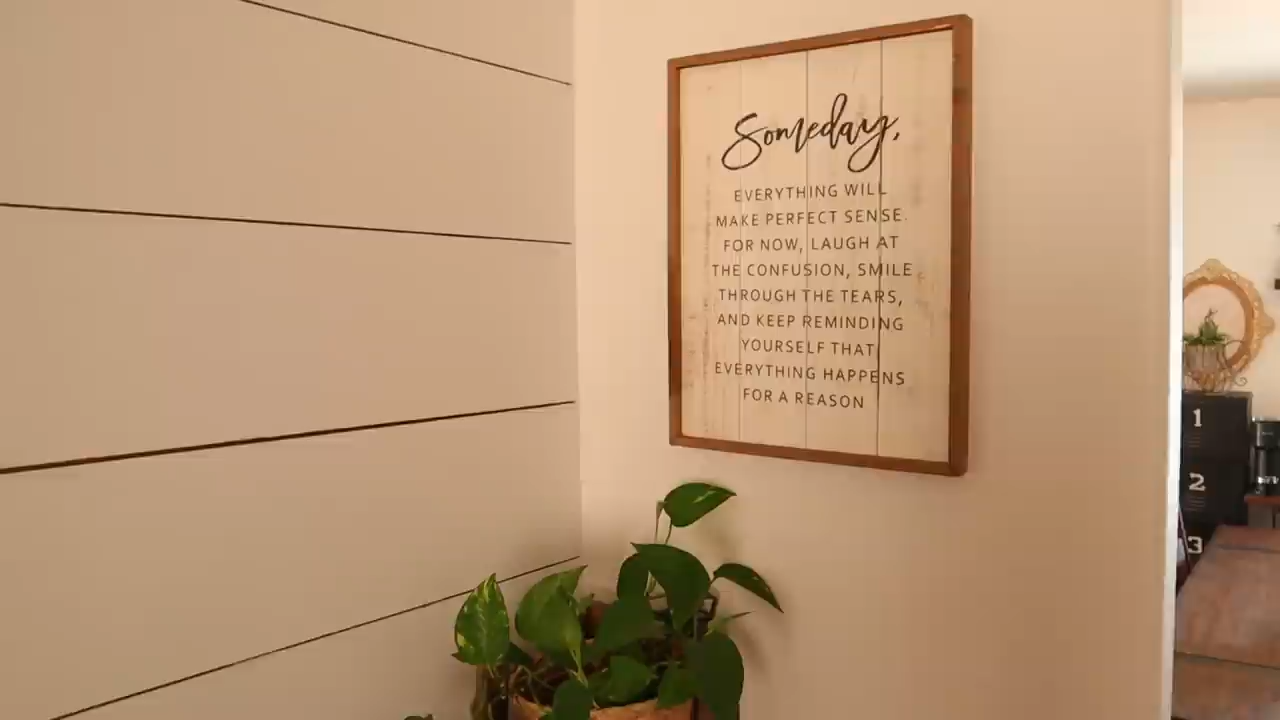 Someday,
EVERYTHING WILL
MAKE PERFECT SENSE.
FOR NOW, LAUGH AT
THE CONFUSION, SMILE
THROUGH THE TEARS,
AND KEEP REMINDING
YOURSELF THAT
EVERYTHING HAPPENS
FOR A REASON
1
2
3